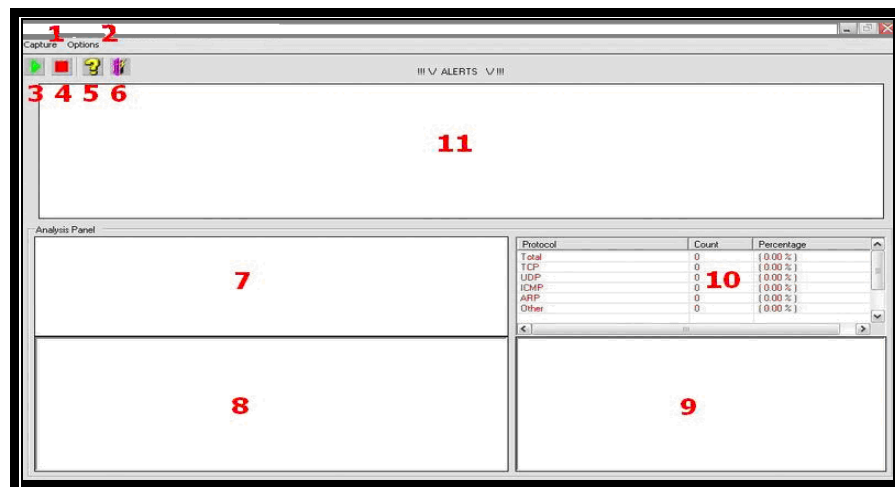 1 2
Capture Options
!!! \/ ALERTS \/ !!!
3 4 5 6
11
Analysis Panel
7
Protocol Count Percentage
Total 0 ( 0.00 % )
TCP 0 ( 0.00 % )
UDP 0 ( 0.00 % )
ICMP 0 ( 0.00 % )
ARP 0 ( 0.00 % )
Other 0 ( 0.00 % )
10
8
9